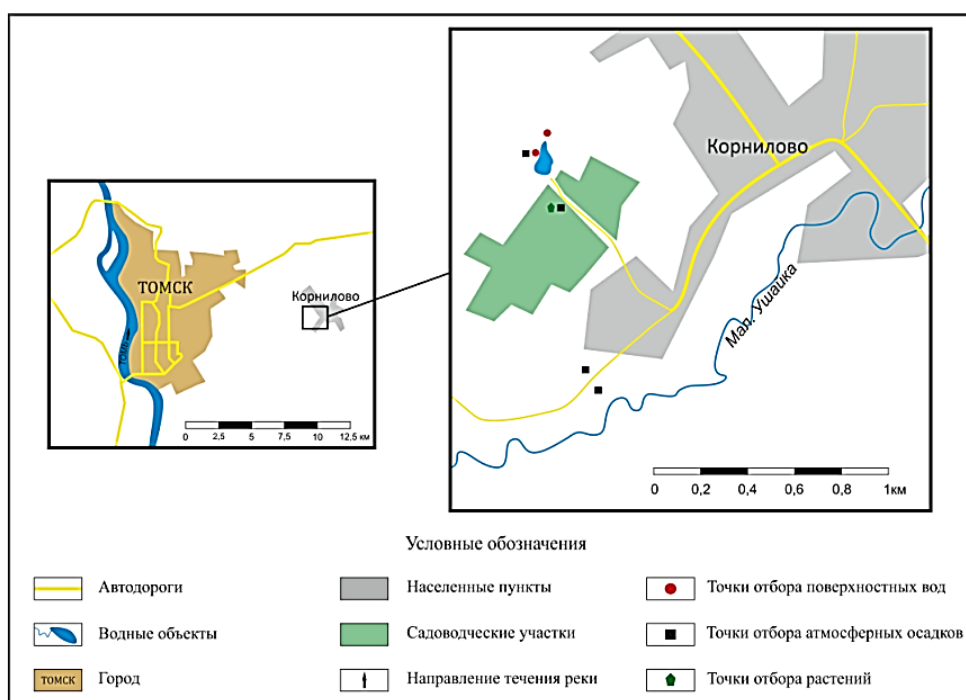 Корнилово
Мал. Ушайка
0 0,2 0,4 0,6 0,8 1км
ТОМСК
Корнилово
ТОМЬ
0 2,5 5 7,5 10 12,5 км
Условные обозначения
Автодороги
Населенные пункты
Точки отбора поверхностных вод
Водные объекты
Садоводческие участки
Точки отбора атмосферных осадков
ТОМСК
Город
Направление течения реки
Точки отбора растений